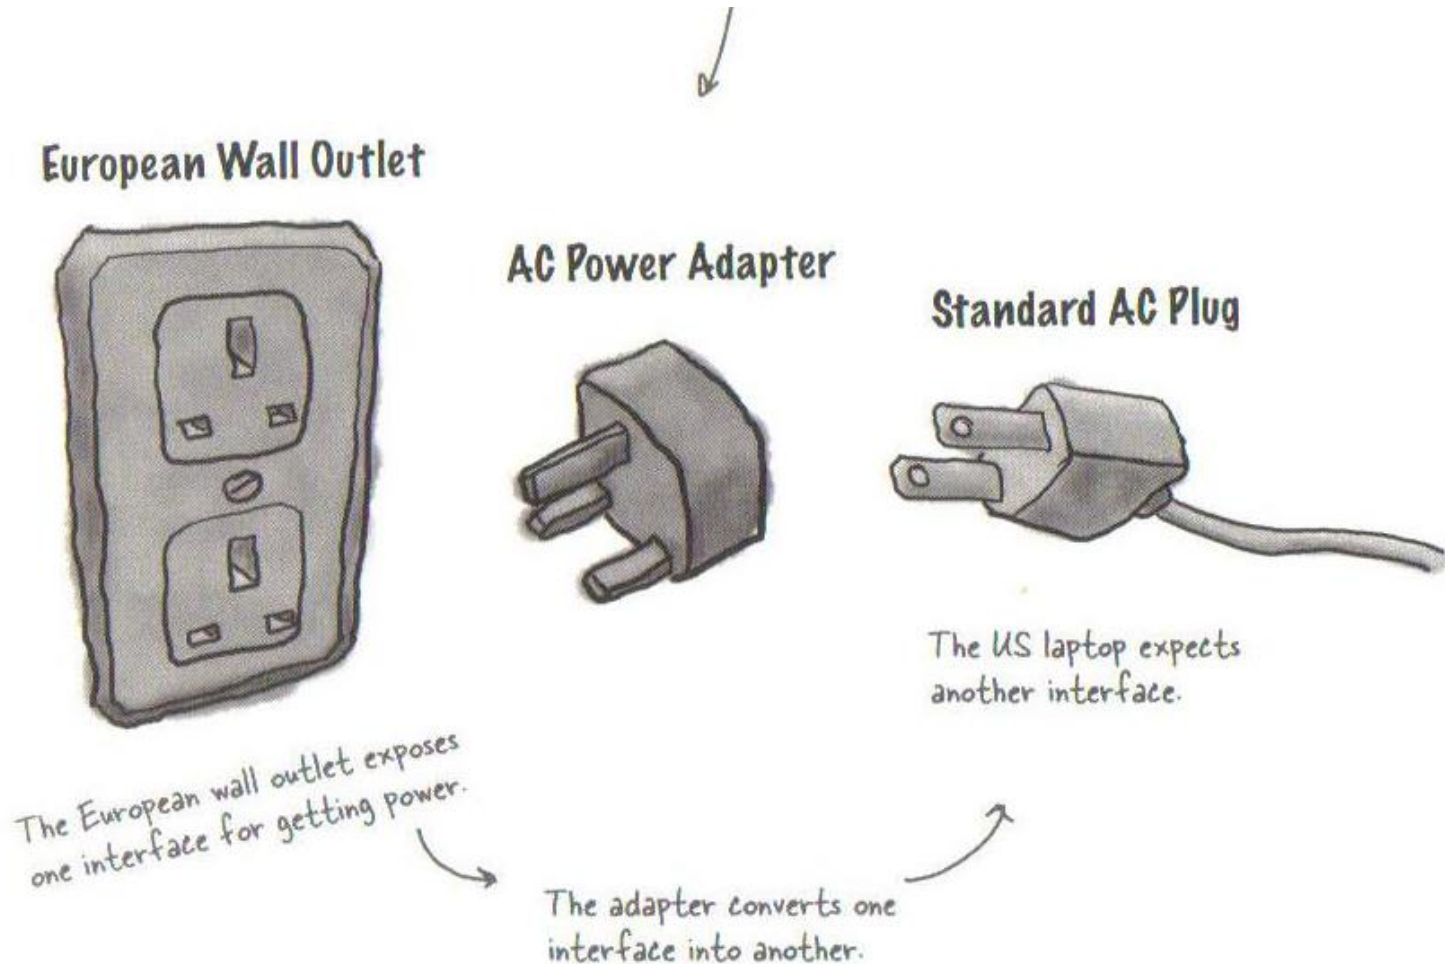 European Wall Outlet
AC Power Adapter
Standard AC Plug
The US laptop expects
another interface.
The European wall outlet exposes
one interface for getting power.
The adapter converts one
interface into another.